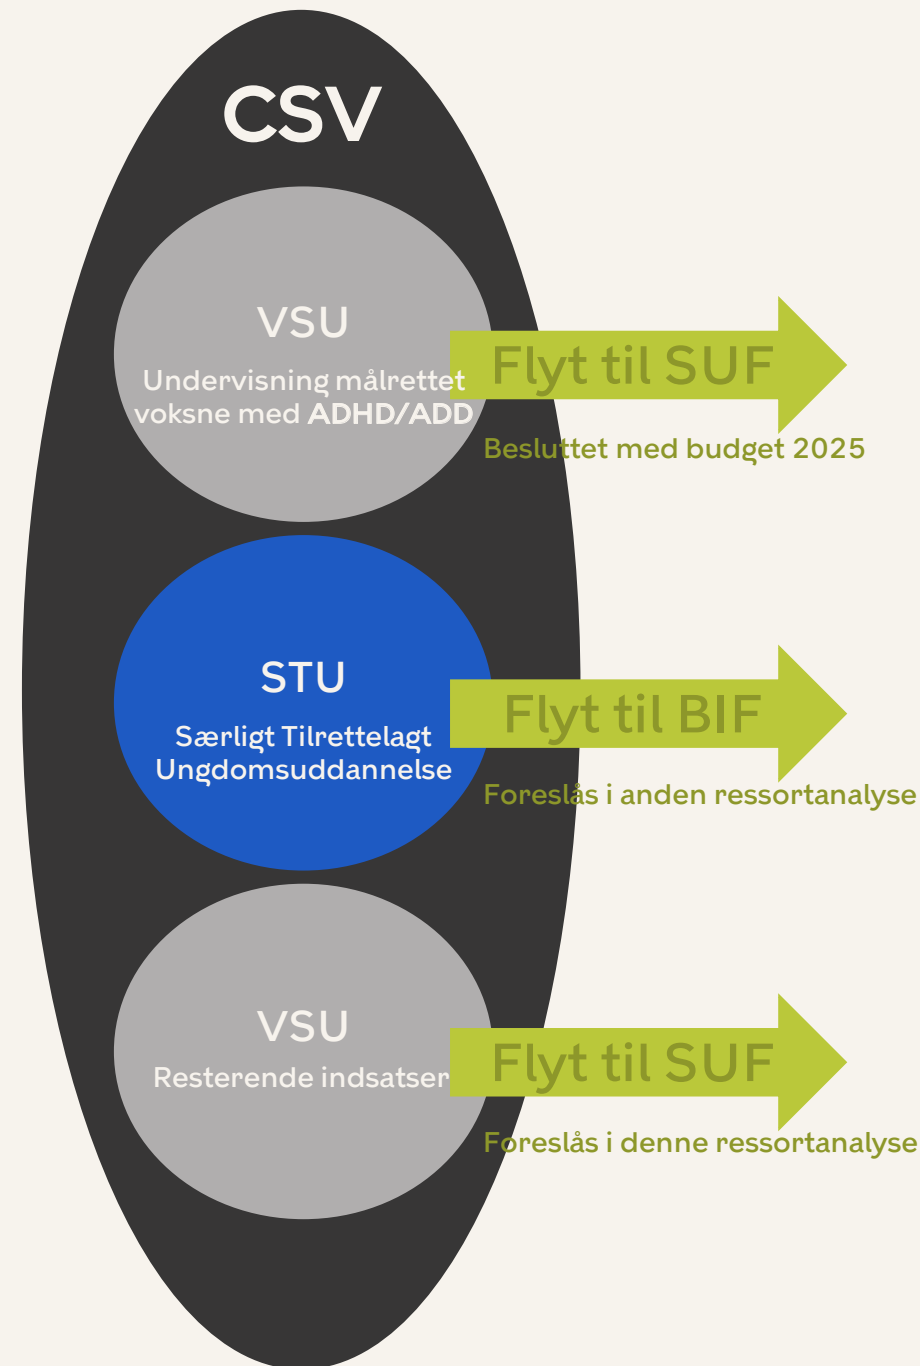 CSV
VSU
Undervisning målrettet
voksne med ADHD/ADD
Flyt til SUF
Besluttet med budget 2025
STU
Særligt Tilrettelagt
Ungdomsuddannelse
Flyt til BIF
Foreslås i anden ressortanalyse
VSU
Resterende indsatser
Flyt til SUF
Foreslås i denne ressortanalyse